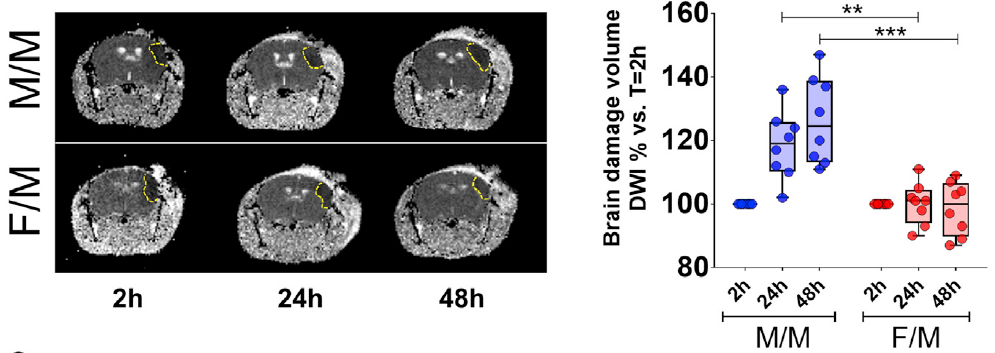 M/M
F/M
2h 24h 48h
Brain damage volume
DWI % vs. T=2h
160
140
120
100
80
**
***
2h 24h 48h 2h 24h 48h
M/M F/M